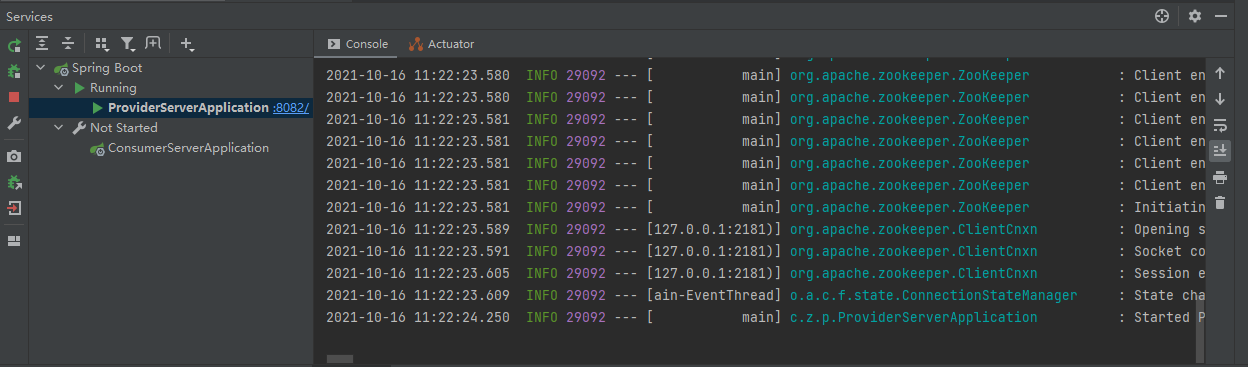 Services
Console Actuator
Spring Boot
Running
ProviderServerApplication :8082/
Not Started
ConsumerServerApplication
2021-10-16 11:22:23.580 INFO 29092 --- [ main] org.apache.zookeeper.ZooKeeper : Client en
2021-10-16 11:22:23.580 INFO 29092 --- [ main] org.apache.zookeeper.ZooKeeper : Client en
2021-10-16 11:22:23.581 INFO 29092 --- [ main] org.apache.zookeeper.ZooKeeper : Client en
2021-10-16 11:22:23.581 INFO 29092 --- [ main] org.apache.zookeeper.ZooKeeper : Client en
2021-10-16 11:22:23.581 INFO 29092 --- [ main] org.apache.zookeeper.ZooKeeper : Client en
2021-10-16 11:22:23.581 INFO 29092 --- [ main] org.apache.zookeeper.ZooKeeper : Client en
2021-10-16 11:22:23.581 INFO 29092 --- [ main] org.apache.zookeeper.ZooKeeper : Initiatin
2021-10-16 11:22:23.589 INFO 29092 --- [127.0.0.1:2181)] org.apache.zookeeper.ClientCnxn : Opening s
2021-10-16 11:22:23.591 INFO 29092 --- [127.0.0.1:2181)] org.apache.zookeeper.ClientCnxn : Socket co
2021-10-16 11:22:23.605 INFO 29092 --- [127.0.0.1:2181)] org.apache.zookeeper.ClientCnxn : Session e
2021-10-16 11:22:23.609 INFO 29092 --- [ain-EventThread] o.a.c.f.state.ConnectionStateManager : State cha
2021-10-16 11:22:24.250 INFO 29092 --- [ main] c.z.p.ProviderServerApplication : Started P